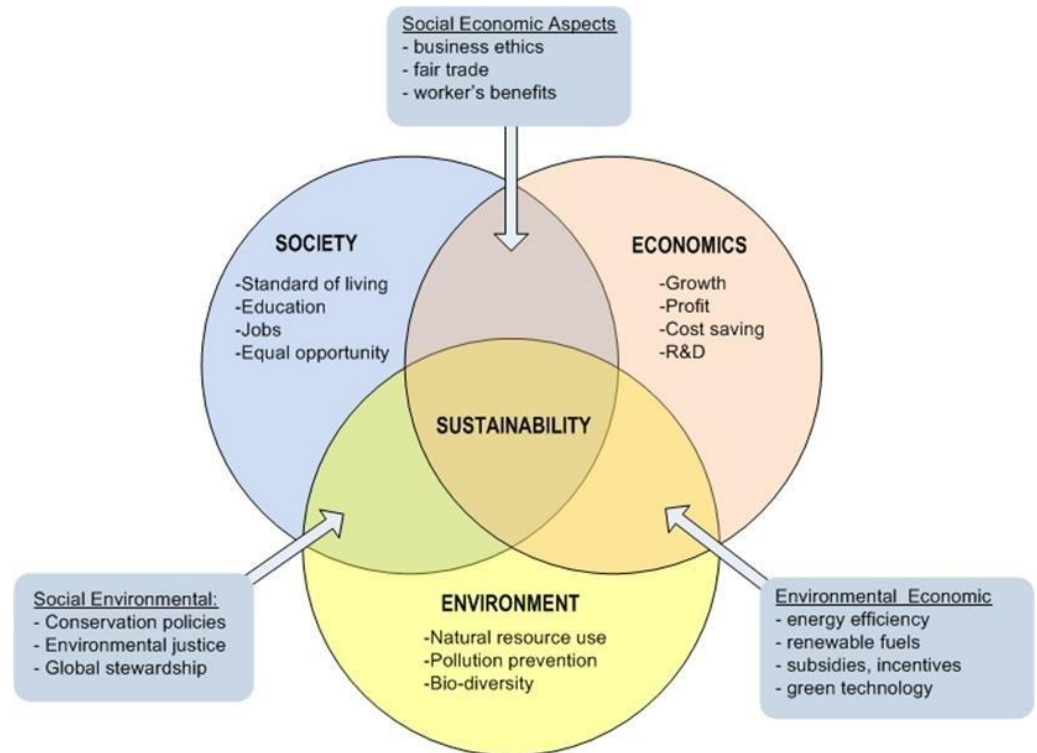 Social Economic Aspects
- business ethics
- fair trade
- worker's benefits
SOCIETY
-Standard of living
-Education
-Jobs
-Equal opportunity
ECONOMICS
-Growth
-Profit
-Cost saving
-R&D
SUSTAINABILITY
Social Environmental:
- Conservation policies
- Environmental justice
- Global stewardship
ENVIRONMENT
-Natural resource use
-Pollution prevention
-Bio-diversity
Environmental Economic
- energy efficiency
- renewable fuels
- subsidies, incentives
- green technology